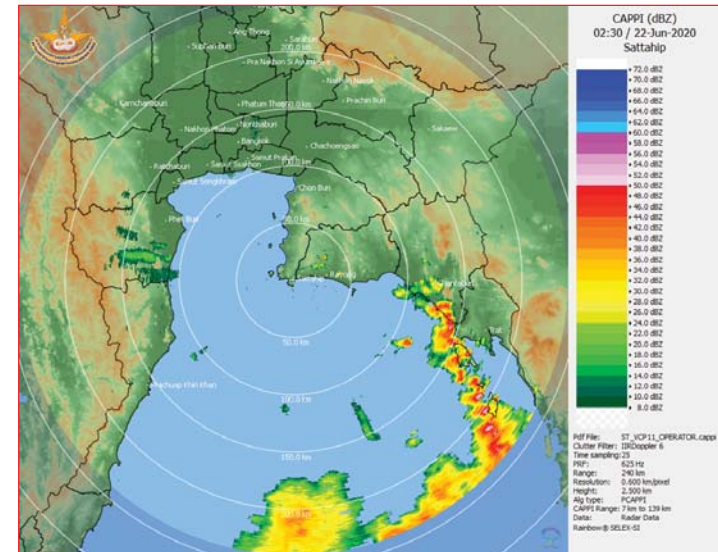 CAPPI (dBZ)
02:30 / 22-Jun-2020
Sattahip
+72.0 dBZ
+70.0 dBZ
+68.0 dBZ
+66.0 dBZ
+64.0 dBZ
+62.0 dBZ
+60.0 dBZ
+58.0 dBZ
+56.0 dBZ
+54.0 dBZ
+52.0 dBZ
+50.0 dBZ
+48.0 dBZ
+46.0 dBZ
+44.0 dBZ
+42.0 dBZ
+40.0 dBZ
+38.0 dBZ
+36.0 dBZ
+34.0 dBZ
+32.0 dBZ
+30.0 dBZ
+28.0 dBZ
+26.0 dBZ
+24.0 dBZ
+22.0 dBZ
+20.0 dBZ
+18.0 dBZ
+16.0 dBZ
+14.0 dBZ
+12.0 dBZ
+10.0 dBZ
+ 8.0 dBZ
Pdf File: ST_VCP11_OPERATOR.cappi
Clutter Filter: IIRDoppler 6
Time sampling:25
PRF: 625 Hz
Range: 240 km
Resolution: 0.600 km/pixel
Height: 2.500 km
Alg type: PCAPPI
CAPPI Range: 7 km to 139 km
Data: Radar Data
Rainbow® SELEX-SI
Ang Thong
Saraburi
Suphan Buri
200.0 km
Pra Nakhon Si Ayutthaya
Nakhon Nayok
Kanchanaburi
Phatum Thani
Prachin Buri
Nakhon Pathom
Nonthaburi
Sakaew
Bangkok
Chachoengsao
Ratchaburi
Samut Prakan
Samut Sakhon
Samut Songkhram
Chon Buri
Phet Buri
Rayong
Trat
50.0 km
Prachuap Khiri Khan
100.0 km
150.0 km